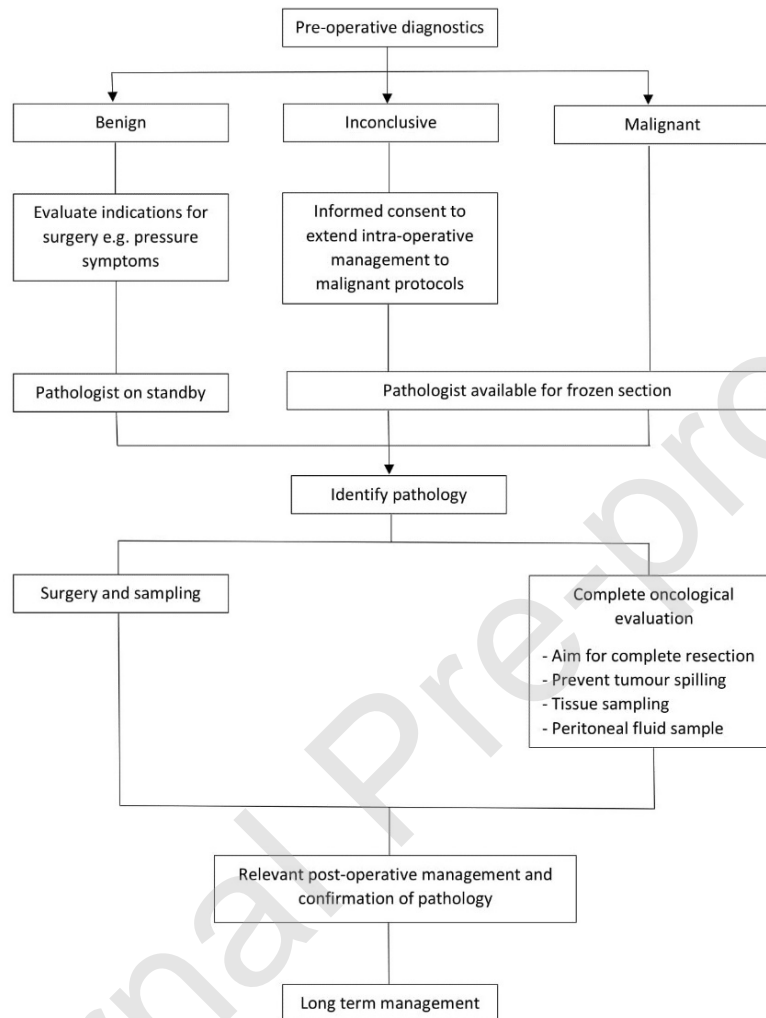 Pre-operative diagnostics
Benign
Inconclusive
Malignant
Evaluate indications for
surgery e.g. pressure
symptoms
Informed consent to
extend intra-operative
management to
malignant protocols
Pathologist on standby
Pathologist available for frozen section
Identify pathology
Surgery and sampling
Complete oncological
evaluation
- Aim for complete resection
- Prevent tumour spilling
- Tissue sampling
- Peritoneal fluid sample
Relevant post-operative management and
confirmation of pathology
Long term management
rnal Pre-pro